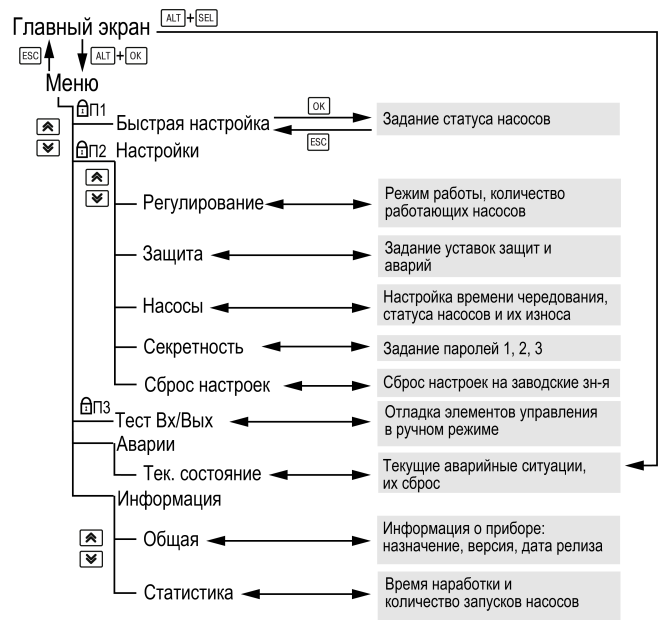 Главный экран ALT+SEL
ESC ALT+OK
Меню
П1
Быстрая настройка OK ESC Задание статуса насосов
П2 Настройки
Регулирование Режим работы, количество
работающих насосов
Защита Задание уставок защит и
аварий
Насосы Настройка времени чередования,
статуса насосов и их износа
Секретность Задание паролей 1, 2, 3
Сброс настроек Сброс настроек на заводские зн-я
П3
Тест Вх/Вых Отладка элементов управления
в ручном режиме
Аварии
Тек. состояние Текущие аварийные ситуации,
их сброс
Информация
Общая Информация о приборе:
назначение, версия, дата релиза
Статистика Время наработки и
количество запусков насосов